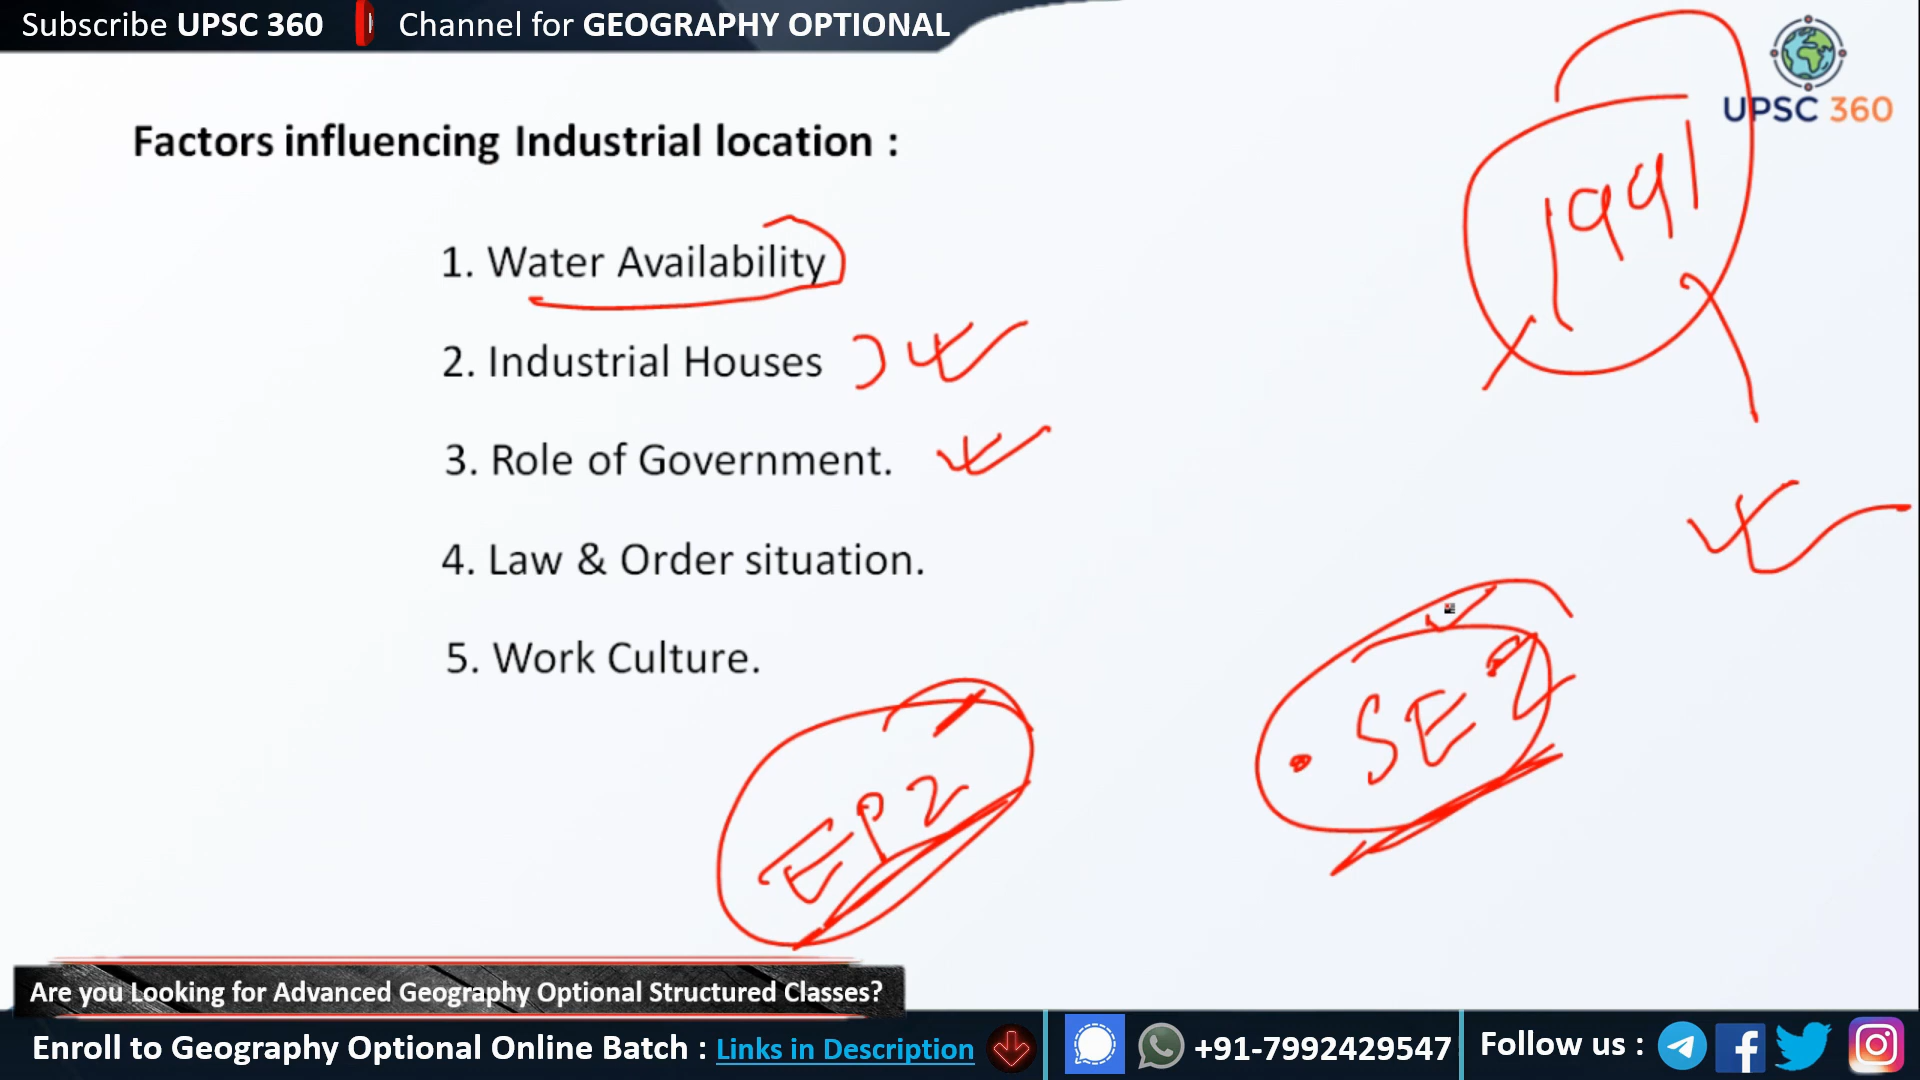 Subscribe UPSC 360 Channel for GEOGRAPHY OPTIONAL
UPSC 360
Factors influencing Industrial location :
1991
1. Water Availability
2. Industrial Houses
3. Role of Government.
4. Law & Order situation.
5. Work Culture.
SEZ
EPZ
Are you Looking for Advanced Geography Optional Structured Classes?
Enroll to Geography Optional Online Batch : Links in Description +91-7992429547 Follow us :